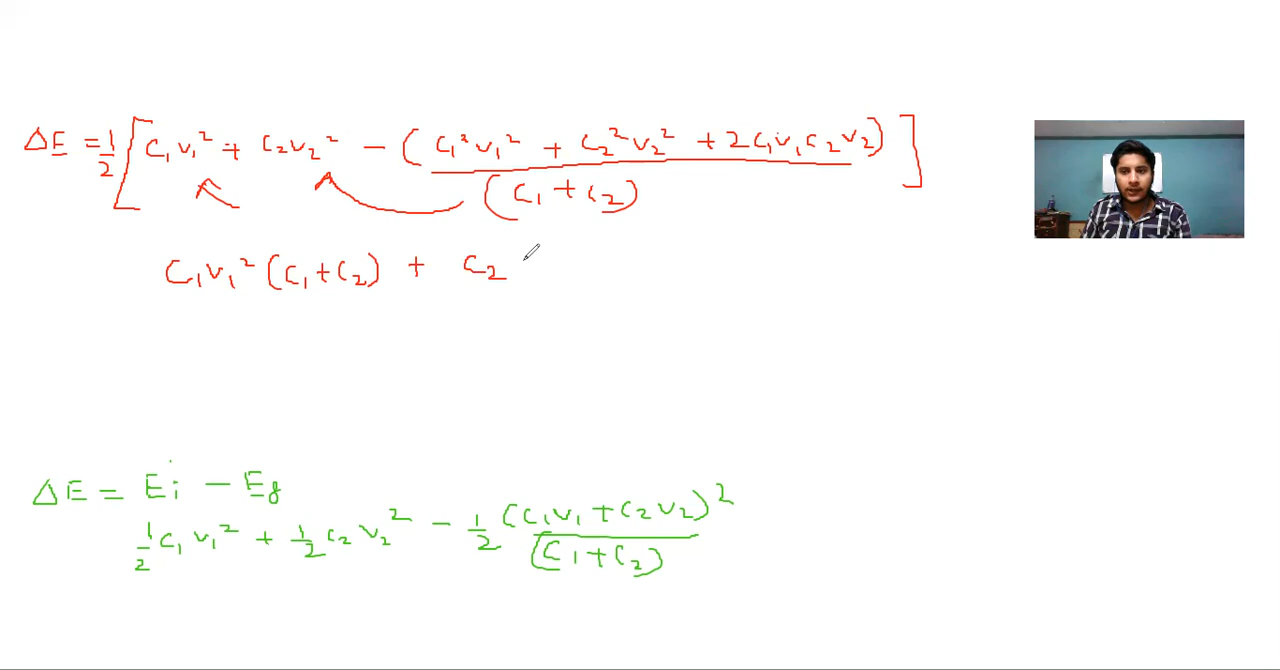 ΔE = 1/2 [ C₁V₁² + C₂V₂² − (C₁²V₁² + C₂²V₂² + 2C₁V₁C₂V₂) / (C₁ + C₂) ]
C₁V₁² (C₁ + C₂) + C₂
ΔE = Ei − Ef
1/2 C₁V₁² + 1/2 C₂V₂² − 1/2 (C₁V₁ + C₂V₂)² / (C₁ + C₂)